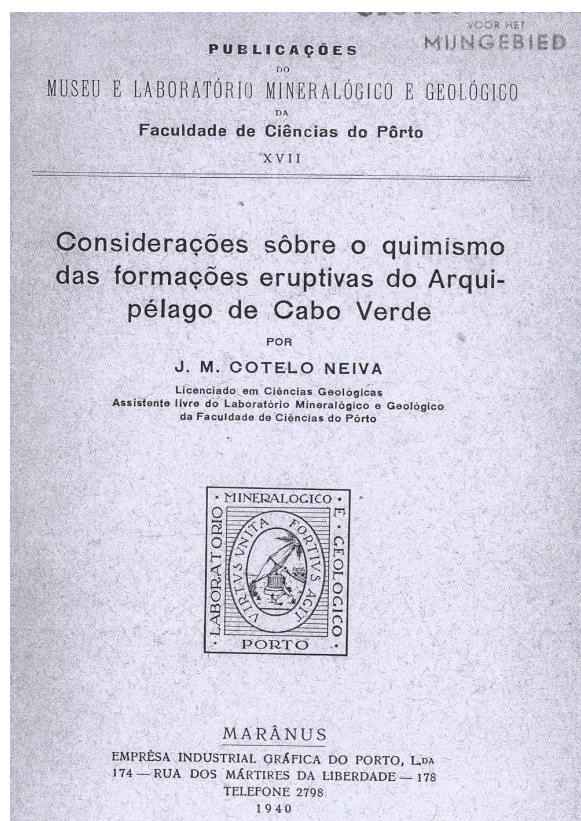 VOOR HET
MIJNGEBIED
PUBLICAÇÕES
DO
MUSEU E LABORATÓRIO MINERALÓGICO E GEOLÓGICO
DA
Faculdade de Ciências do Pôrto
XVII
Considerações sôbre o quimismo
das formações eruptivas do Arqui-
pélago de Cabo Verde
POR
J. M. COTELO NEIVA
Licenciado em Ciências Geológicas
Assistente livre do Laboratório Mineralógico e Geológico
da Faculdade de Ciências do Pôrto
· MINERALOGICO ·
LABORATORIO
E GEOLOGICO
VIRTVS VNITA FORTIVS AGIT
· PORTO ·
MARÂNUS
EMPRÊSA INDUSTRIAL GRÁFICA DO PORTO, L.DA
174 — RUA DOS MÁRTIRES DA LIBERDADE — 178
TELEFONE 2798
1940